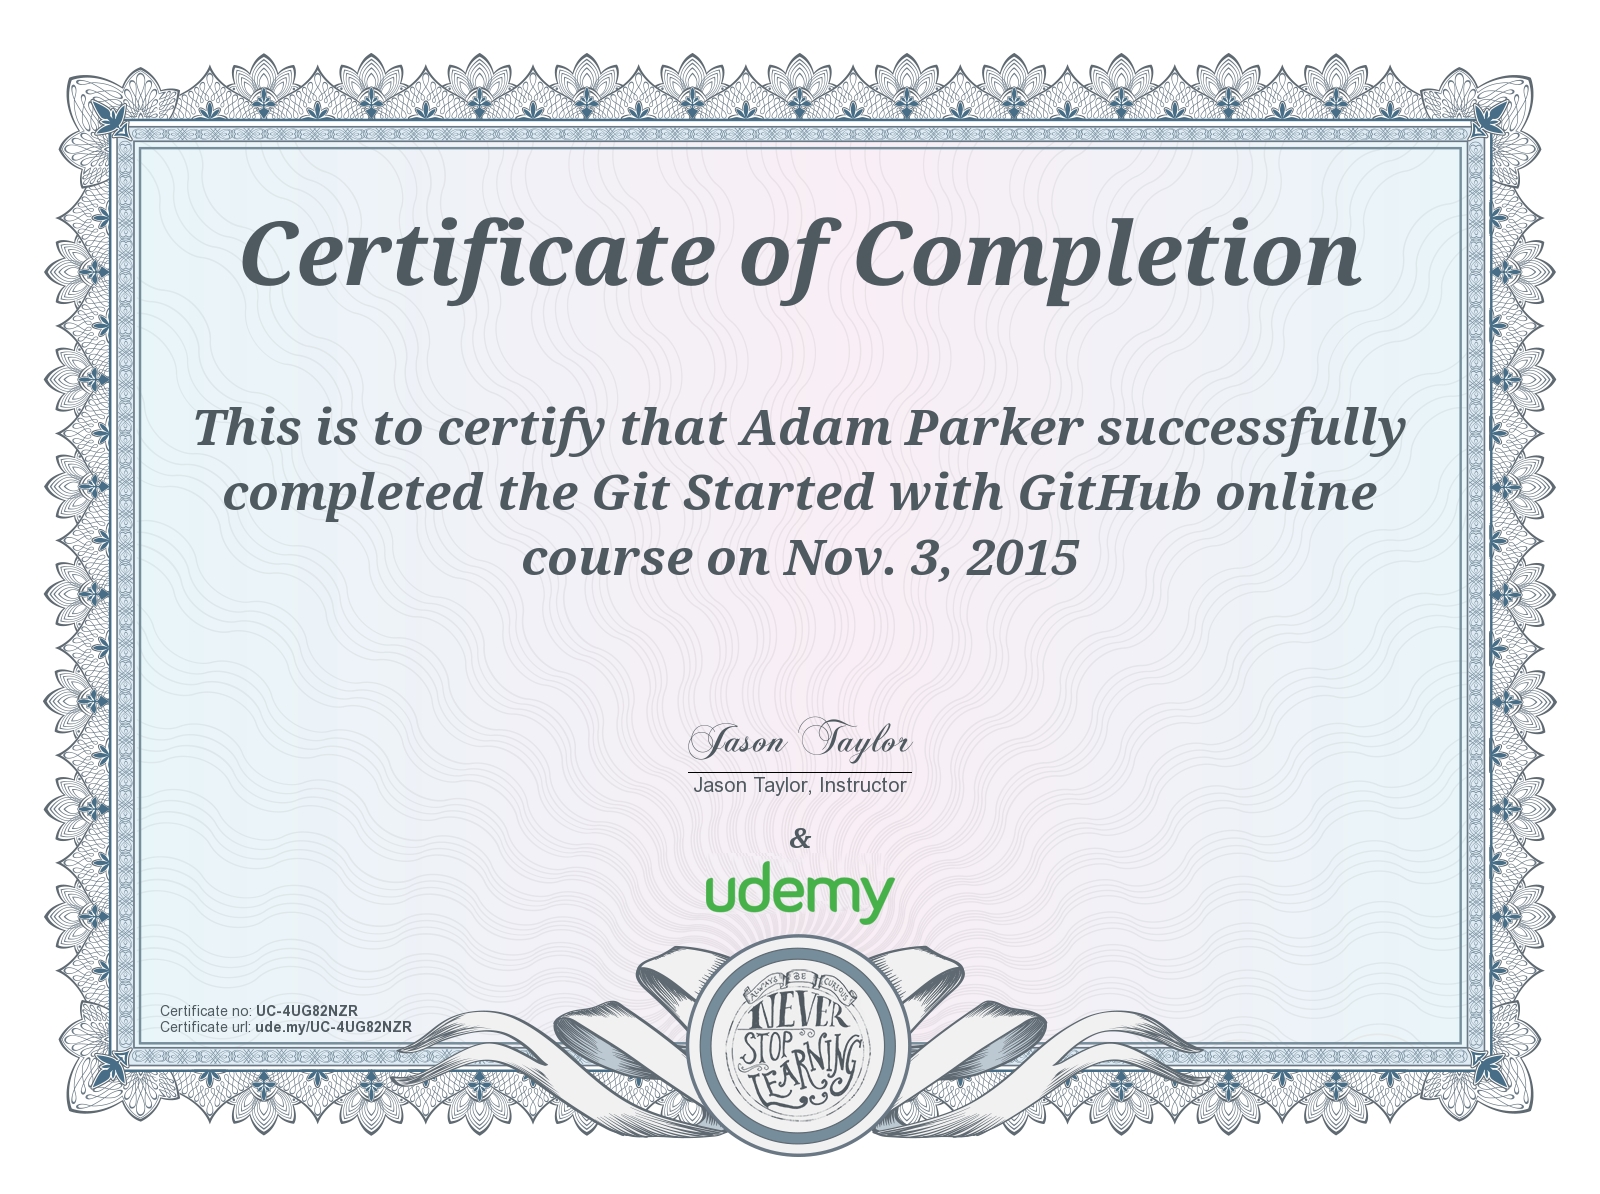 Certificate of Completion
This is to certify that Adam Parker successfully
completed the Git Started with GitHub online
course on Nov. 3, 2015
Jason Taylor
Jason Taylor, Instructor
&
udemy
Certificate no: UC-4UG82NZR
Certificate url: ude.my/UC-4UG82NZR
ALWAYS BE CURIOUS
NEVER
STOP
LEARNING